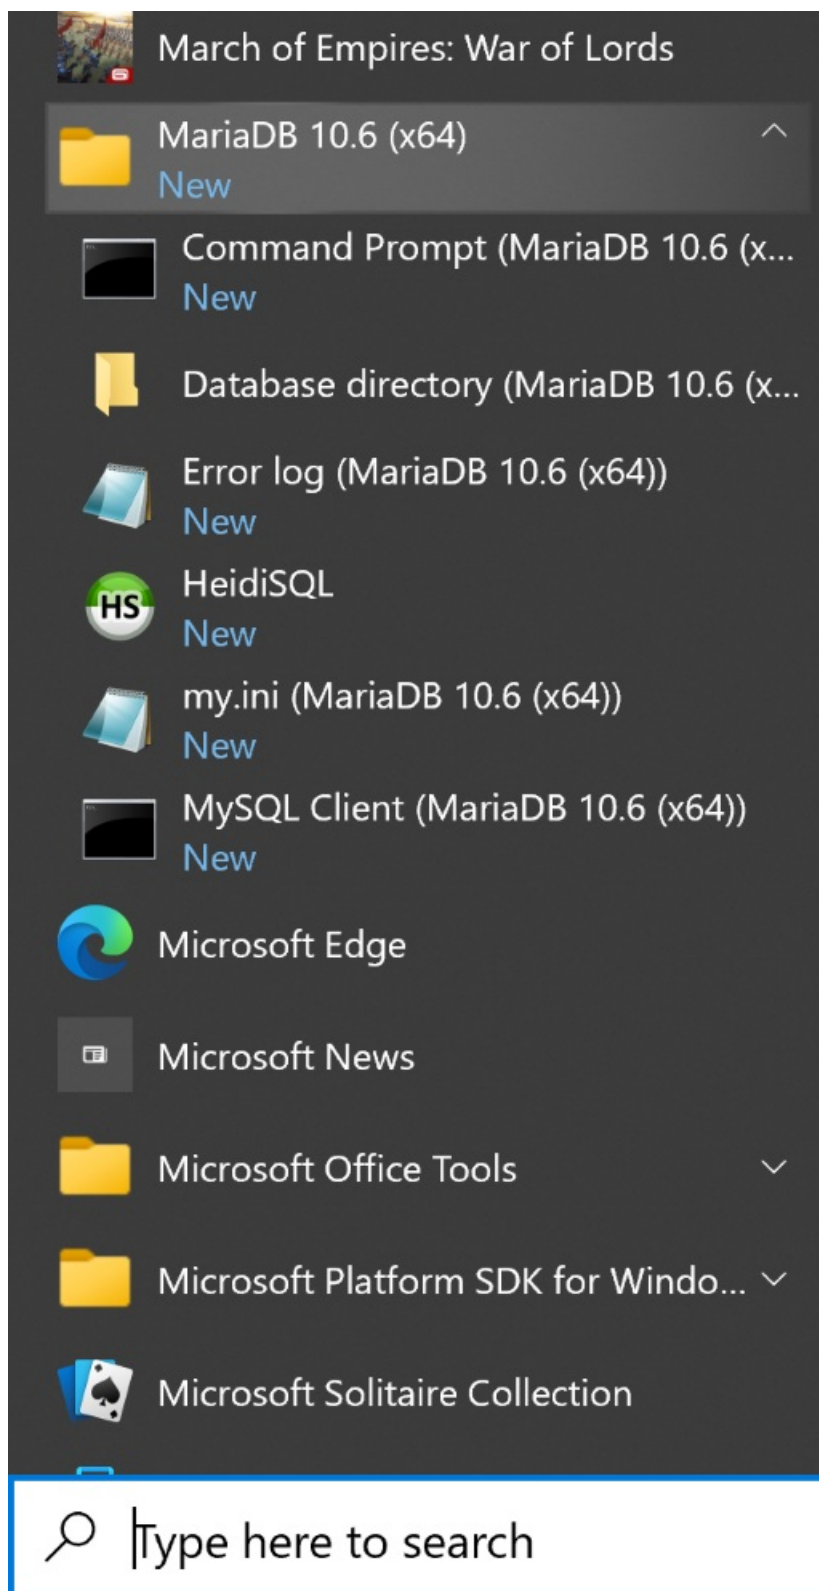 March of Empires: War of Lords
MariaDB 10.6 (x64)
New
Command Prompt (MariaDB 10.6 (x...
New
Database directory (MariaDB 10.6 (x...
Error log (MariaDB 10.6 (x64))
New
HS
HeidiSQL
New
my.ini (MariaDB 10.6 (x64))
New
MySQL Client (MariaDB 10.6 (x64))
New
Microsoft Edge
Microsoft News
Microsoft Office Tools
Microsoft Platform SDK for Windo...
Microsoft Solitaire Collection
Type here to search